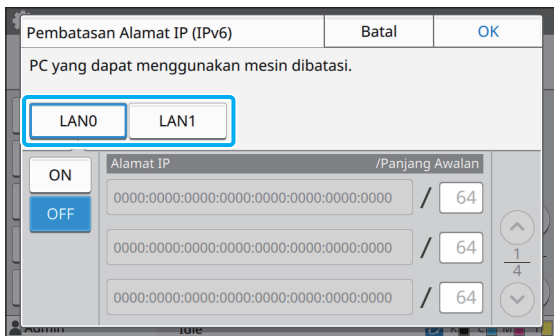 Pembatasan Alamat IP (IPv6) Batal OK
PC yang dapat menggunakan mesin dibatasi.
LAN0 LAN1
ON
OFF
Alamat IP /Panjang Awalan
0000:0000:0000:0000:0000:0000:0000:0000 / 64
0000:0000:0000:0000:0000:0000:0000:0000 / 64
0000:0000:0000:0000:0000:0000:0000:0000 / 64
1
4
Admin Idle K C M Y